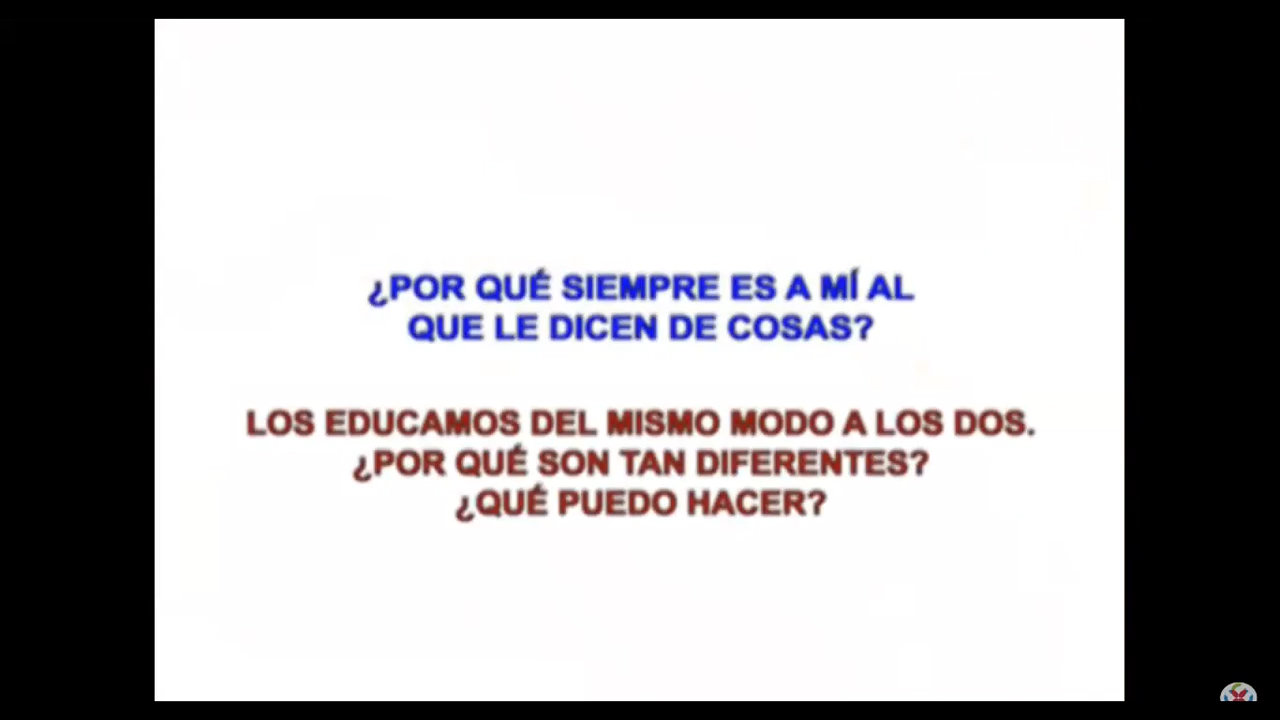 ¿POR QUÉ SIEMPRE ES A MÍ AL
QUE LE DICEN DE COSAS?
LOS EDUCAMOS DEL MISMO MODO A LOS DOS.
¿POR QUÉ SON TAN DIFERENTES?
¿QUÉ PUEDO HACER?